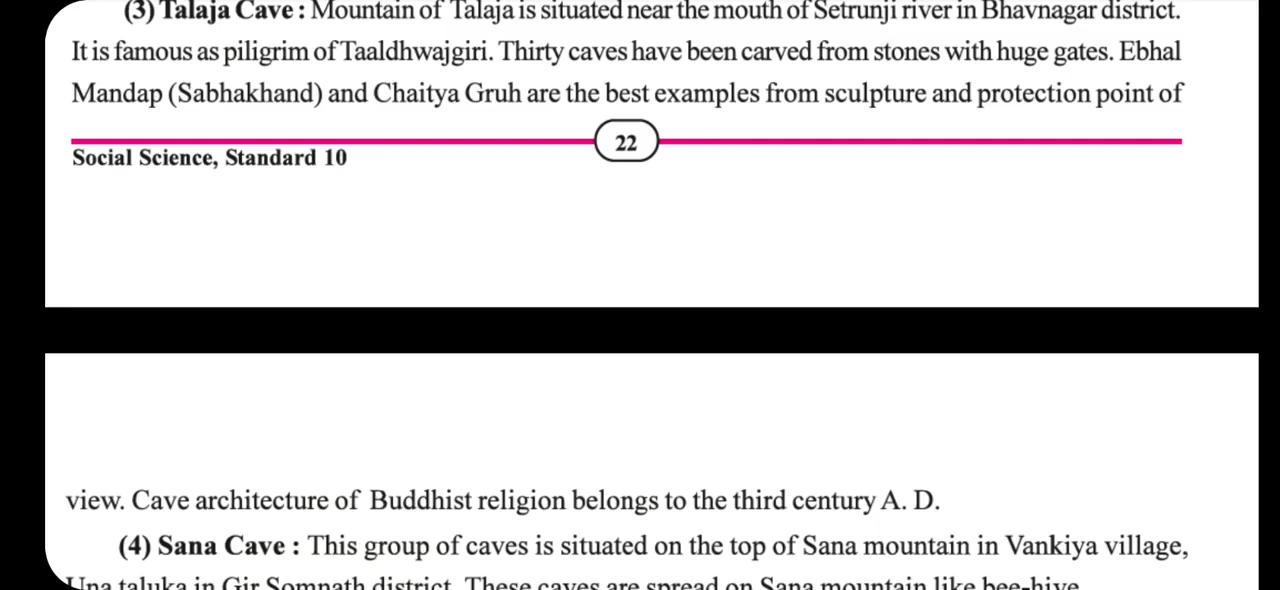 (3) Talaja Cave : Mountain of Talaja is situated near the mouth of Setrunji river in Bhavnagar district.
It is famous as piligrim of Taaldhwajgiri. Thirty caves have been carved from stones with huge gates. Ebhal
Mandap (Sabhakhand) and Chaitya Gruh are the best examples from sculpture and protection point of
22
Social Science, Standard 10
view. Cave architecture of Buddhist religion belongs to the third century A. D.
(4) Sana Cave : This group of caves is situated on the top of Sana mountain in Vankiya village,
Una taluka in Gir Somnath district. These caves are spread on Sana mountain like bee-hive.